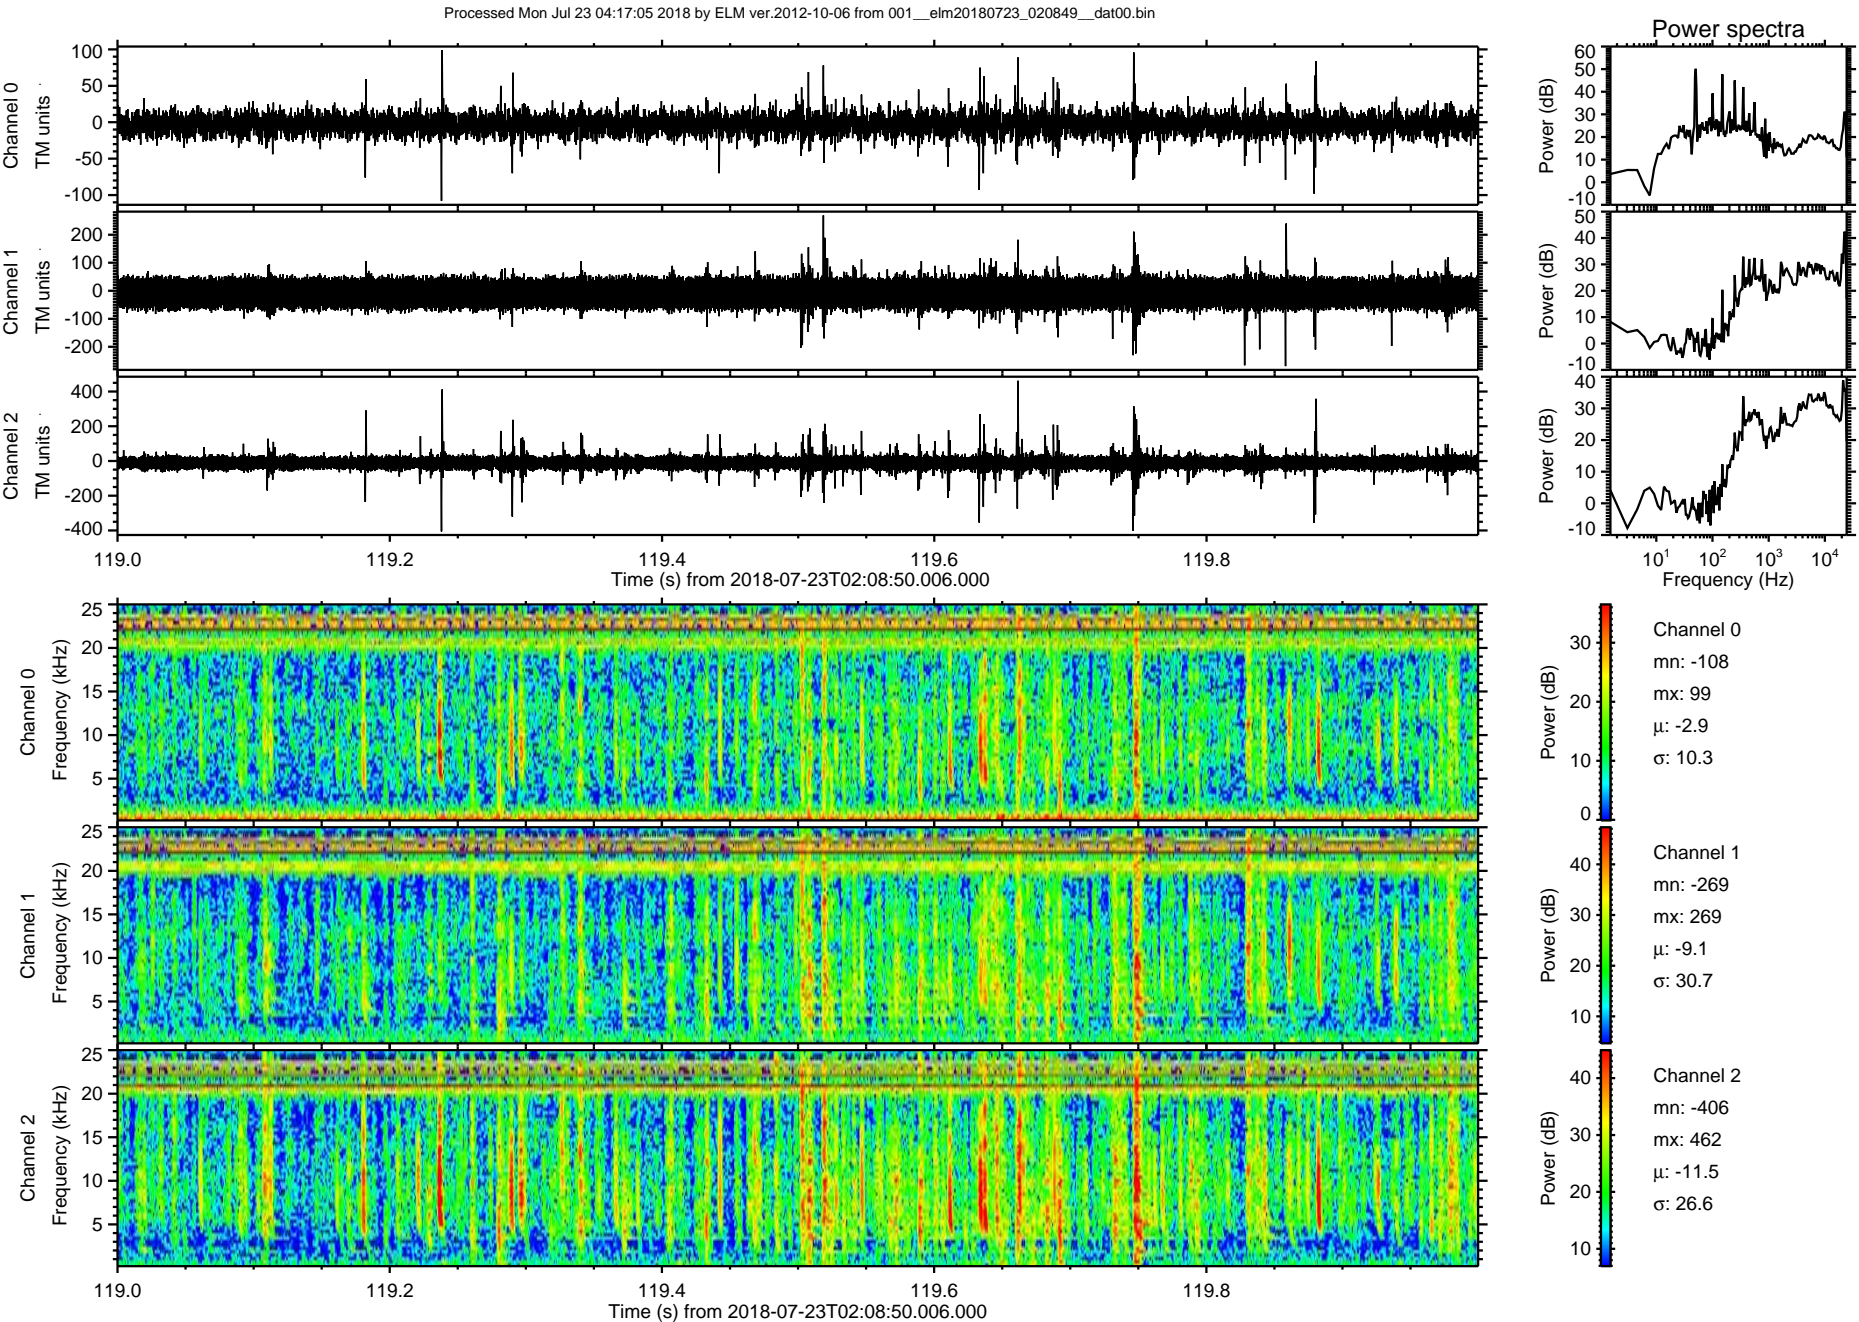 Processed Mon Jul 23 04:17:05 2018 by ELM ver.2012-10-06 from 001__elm20180723_020849__dat00.bin
Power spectra
Channel 0
TM units
100
50
0
-50
-100
Power (dB)
60
50
40
30
20
10
0
-10
Channel 1
TM units
200
100
0
-100
-200
Power (dB)
50
40
30
20
10
0
-10
Channel 2
TM units
400
200
0
-200
-400
Power (dB)
40
30
20
10
0
-10
119.0 119.2 119.4 119.6 119.8
Time (s) from 2018-07-23T02:08:50.006.000
10^1 10^2 10^3 10^4
Frequency (Hz)
Channel 0
Frequency (kHz)
25
20
15
10
5
Power (dB)
30
20
10
0
Channel 0
mn: -108
mx: 99
μ: -2.9
σ: 10.3
Channel 1
Frequency (kHz)
25
20
15
10
5
Power (dB)
40
30
20
10
Channel 1
mn: -269
mx: 269
μ: -9.1
σ: 30.7
Channel 2
Frequency (kHz)
25
20
15
10
5
Power (dB)
40
30
20
10
Channel 2
mn: -406
mx: 462
μ: -11.5
σ: 26.6
119.0 119.2 119.4 119.6 119.8
Time (s) from 2018-07-23T02:08:50.006.000